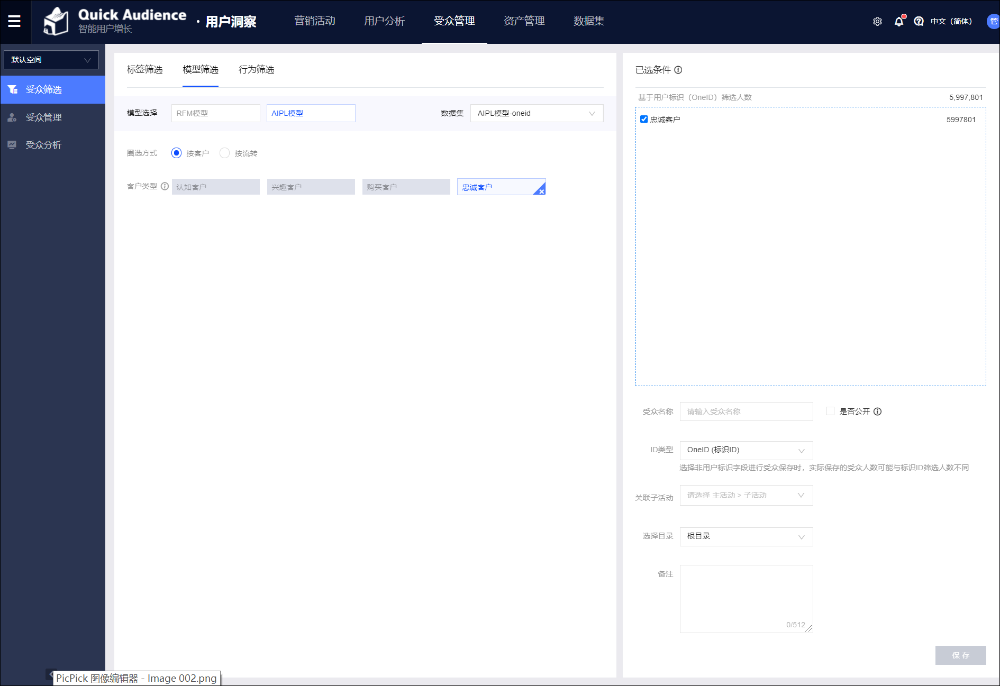 Quick Audience
智能用户增长
· 用户洞察
营销活动
用户分析
受众管理
资产管理
数据集
中文（简体）
管
默认空间
受众筛选
受众管理
受众分析
标签筛选
模型筛选
行为筛选
模型选择
RFM模型
AIPL模型
数据集
AIPL模型-oneid
圈选方式
按客户
按流转
客户类型
认知客户
兴趣客户
购买客户
忠诚客户
已选条件
基于用户标识（OneID）筛选人数
5,997,801
忠诚客户
5997801
受众名称
请输入受众名称
是否公开
ID类型
OneID (标识ID)
选择非用户标识字段进行受众保存时，实际保存的受众人数可能与标识ID筛选人数不同
关联子活动
请选择 主活动 > 子活动
选择目录
根目录
备注
0/512
保 存
PicPick 图像编辑器 - Image 002.png